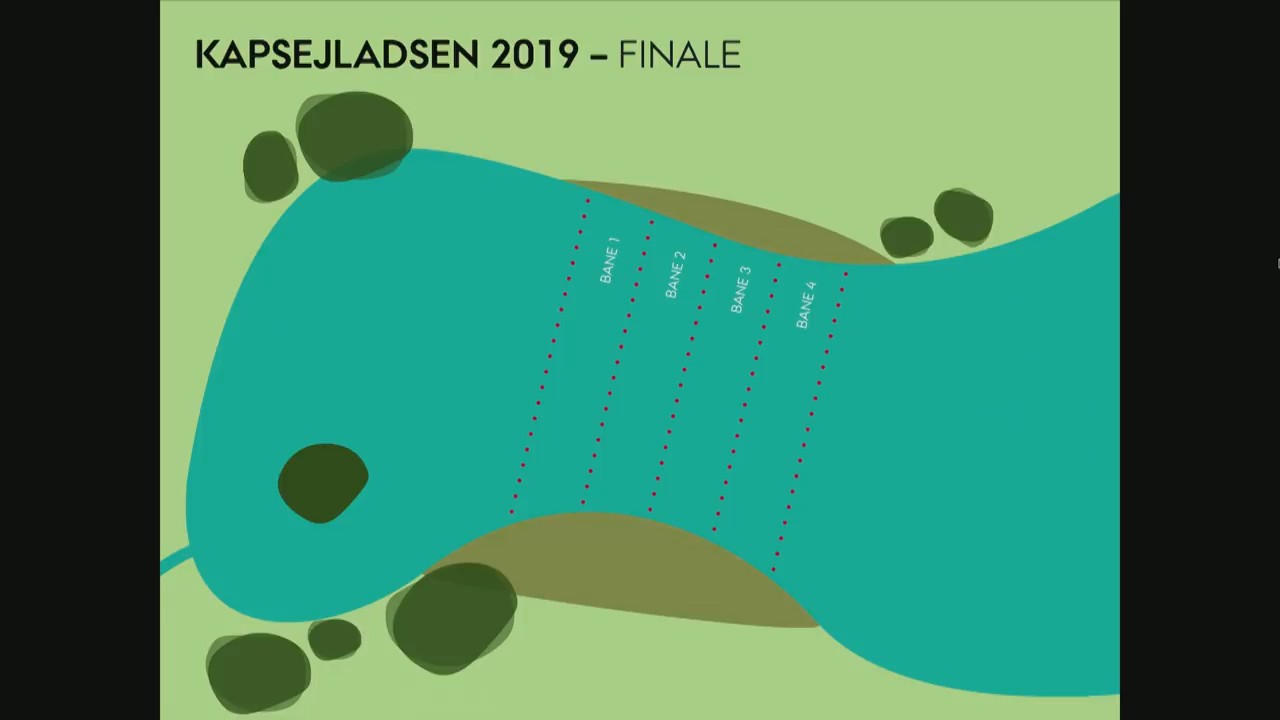 KAPSEJLADSEN 2019 – FINALE
BANE 1
BANE 2
BANE 3
BANE 4